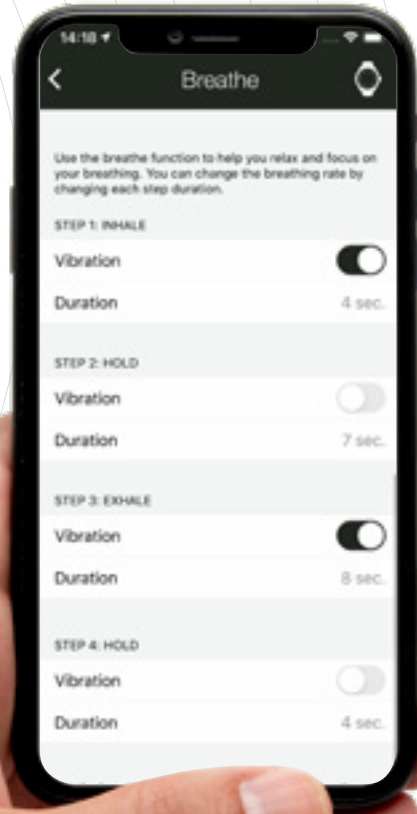 14:18
Breathe
Use the breathe function to help you relax and focus on
your breathing. You can change the breathing rate by
changing each step duration.
STEP 1: INHALE
Vibration
Duration 4 sec.
STEP 2: HOLD
Vibration
Duration 7 sec.
STEP 3: EXHALE
Vibration
Duration 8 sec.
STEP 4: HOLD
Vibration
Duration 4 sec.